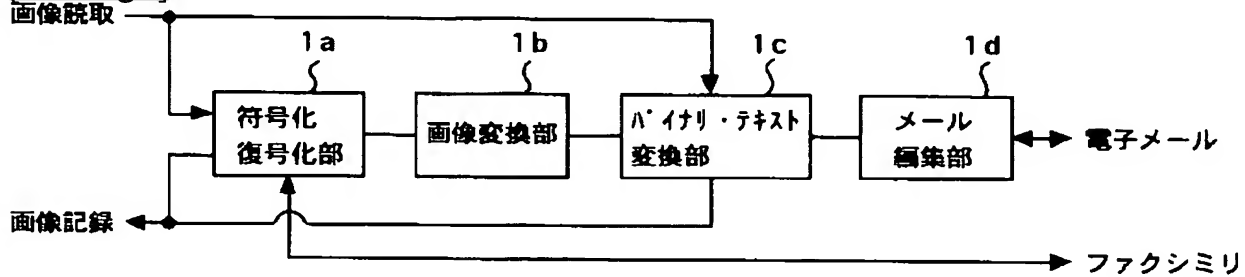 画像読取
1a
1b
1c
1d
符号化
復号化部
画像変換部
バイナリ・テキスト
変換部
メール
編集部
電子メール
画像記録
ファクシミリ